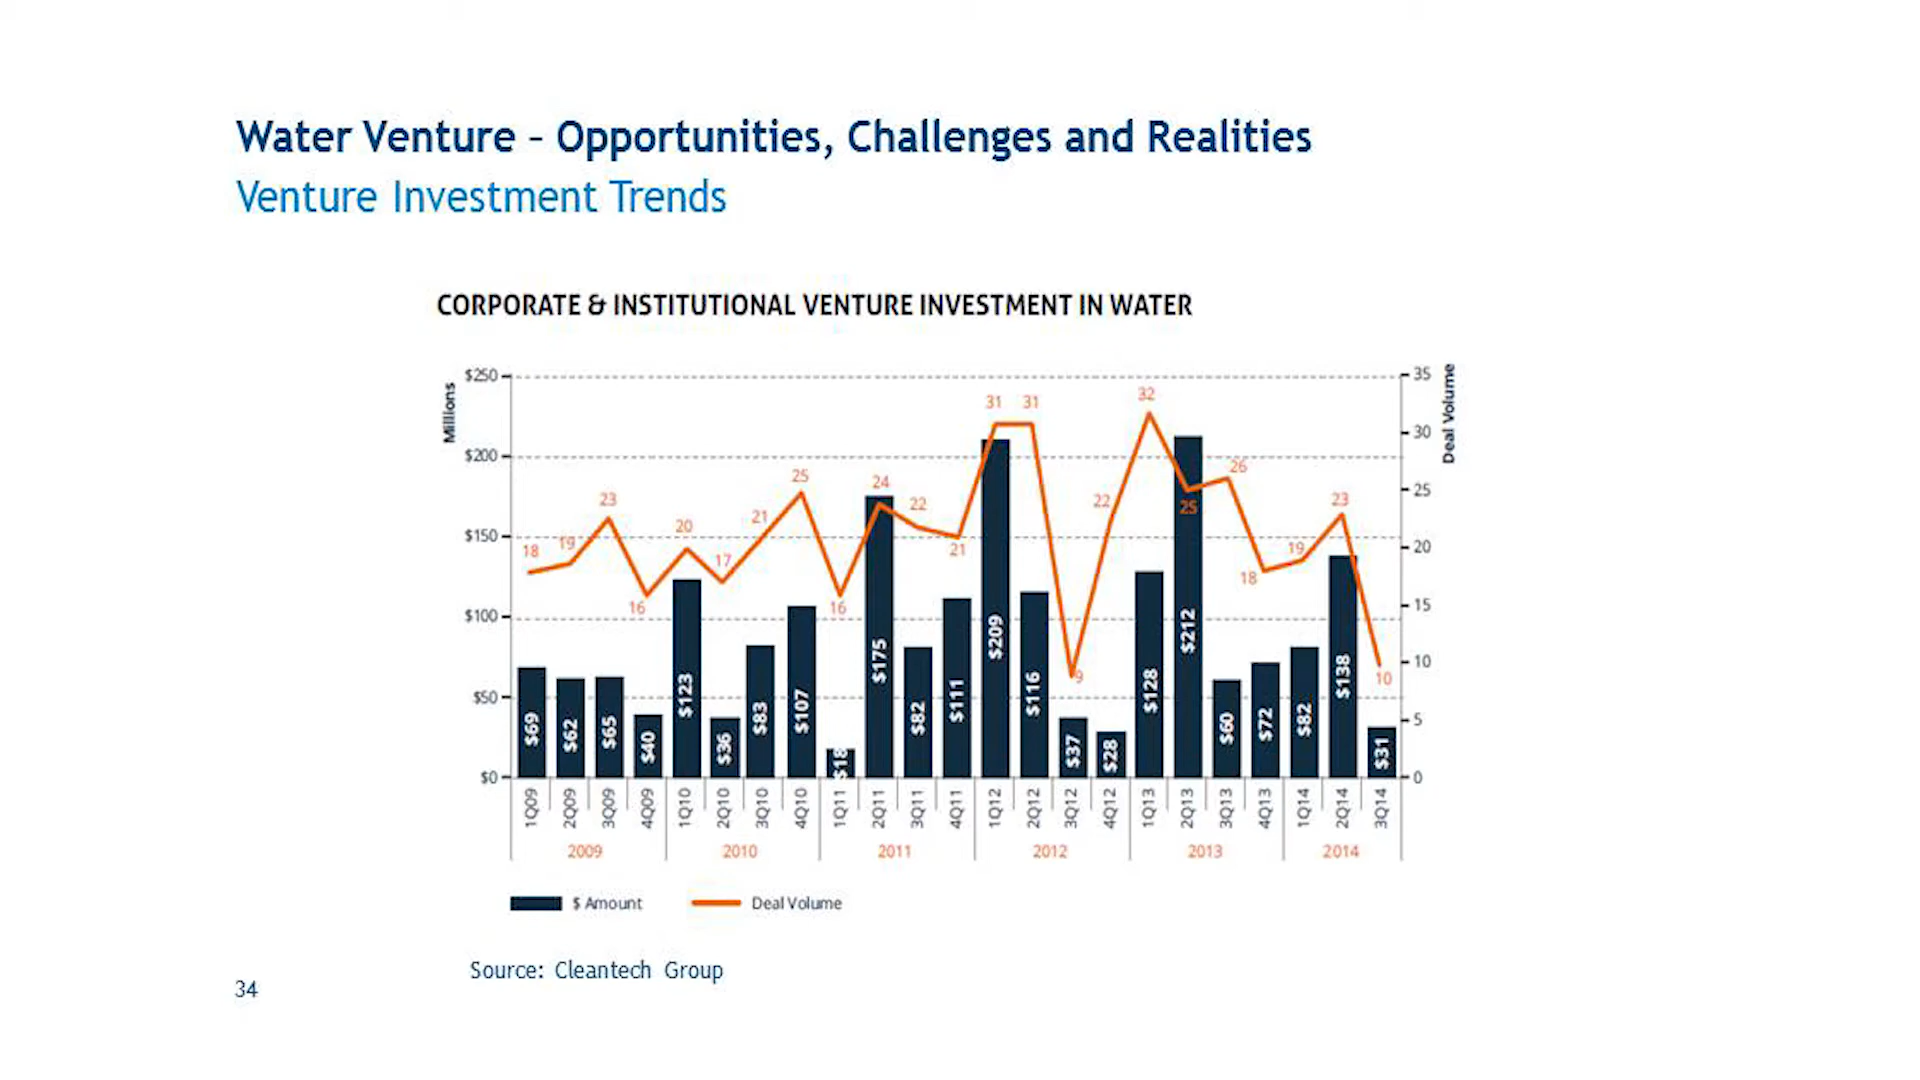 Water Venture – Opportunities, Challenges and Realities
Venture Investment Trends
CORPORATE & INSTITUTIONAL VENTURE INVESTMENT IN WATER
Millions
$250
$200
$150
$100
$50
$0
35
30
25
20
15
10
5
0
Deal Volume
18 19 23 16 20 17 21 25 16 24 22 21 31 31 9 22 32 25 26 18 19 23 10
$69 $62 $65 $40 $123 $36 $83 $107 $18 $175 $82 $111 $209 $116 $37 $28 $128 $212 $60 $72 $82 $138 $31
1Q09 2Q09 3Q09 4Q09 1Q10 2Q10 3Q10 4Q10 1Q11 2Q11 3Q11 4Q11 1Q12 2Q12 3Q12 4Q12 1Q13 2Q13 3Q13 4Q13 1Q14 2Q14 3Q14
2009 2010 2011 2012 2013 2014
$ Amount Deal Volume
Source: Cleantech Group
34